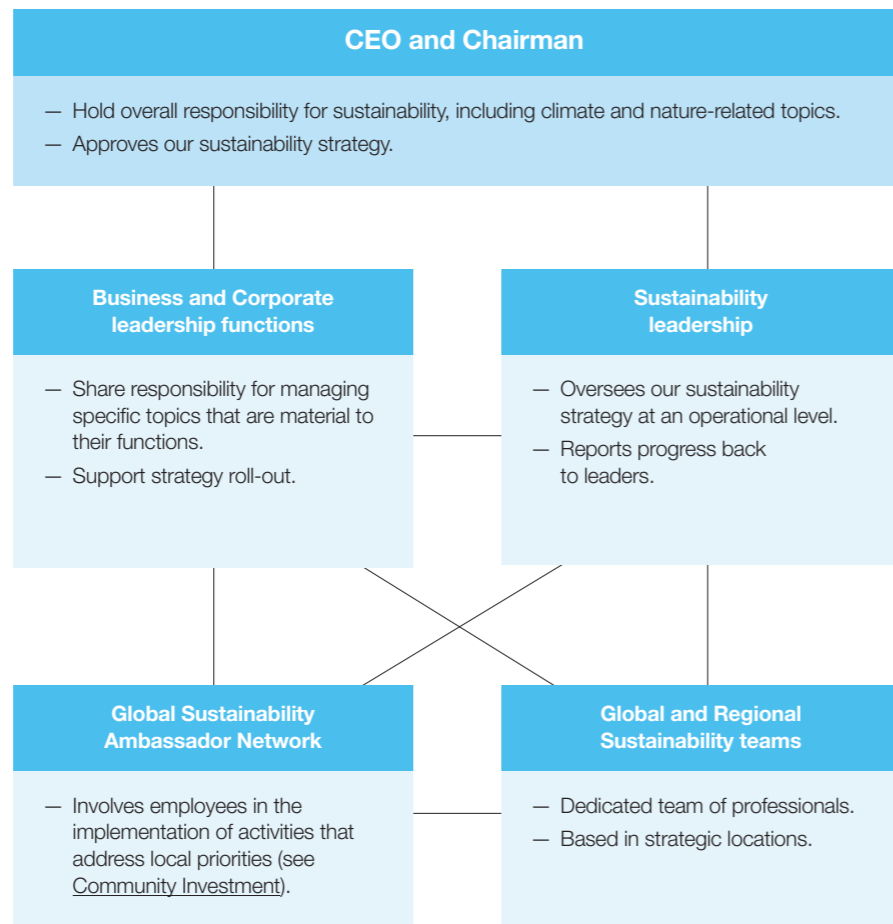 CEO and Chairman
— Hold overall responsibility for sustainability, including climate and nature-related topics.
— Approves our sustainability strategy.
Business and Corporate
leadership functions
— Share responsibility for managing
specific topics that are material to
their functions.
— Support strategy roll-out.
Sustainability
leadership
— Oversees our sustainability
strategy at an operational level.
— Reports progress back
to leaders.
Global Sustainability
Ambassador Network
— Involves employees in the
implementation of activities that
address local priorities (see
Community Investment).
Global and Regional
Sustainability teams
— Dedicated team of professionals.
— Based in strategic locations.